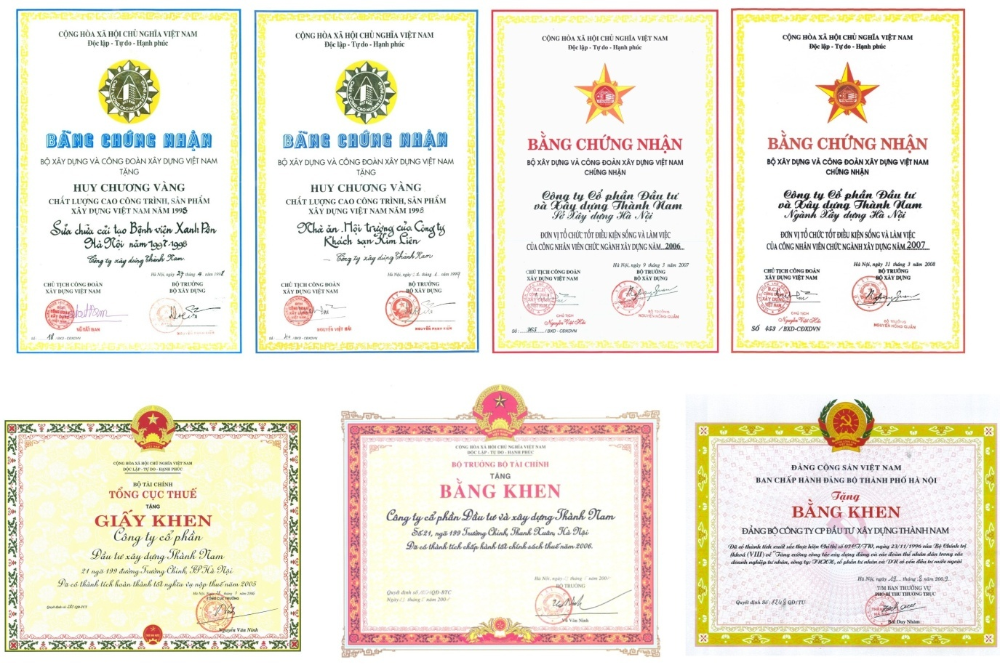 CỘNG HÒA XÃ HỘI CHỦ NGHĨA VIỆT NAM
Độc lập - Tự do - Hạnh phúc
CHẤT LƯỢNG CAO NGÀNH XÂY DỰNG
VIỆT NAM
BẰNG CHỨNG NHẬN
BỘ XÂY DỰNG VÀ CÔNG ĐOÀN XÂY DỰNG VIỆT NAM
TẶNG
HUY CHƯƠNG VÀNG
CHẤT LƯỢNG CAO CÔNG TRÌNH, SẢN PHẨM
XÂY DỰNG VIỆT NAM NĂM 1998
Sửa chữa cải tạo Bệnh viện Xanh Pôn
Hà Nội năm 1997-1998
Công ty xây dựng Thành Nam.
Hà Nội, ngày 27 tháng 4 năm 1998
CHỦ TỊCH CÔNG ĐOÀN
XÂY DỰNG VIỆT NAM
BỘ TRƯỞNG
BỘ XÂY DỰNG
VŨ TẤT BAN
NGUYỄN MẠNH KIỂM
Số 18 /BXD - CĐXDVN
CỘNG HÒA XÃ HỘI CHỦ NGHĨA VIỆT NAM
Độc lập - Tự do - Hạnh phúc
CHẤT LƯỢNG CAO NGÀNH XÂY DỰNG
VIỆT NAM
BẰNG CHỨNG NHẬN
BỘ XÂY DỰNG VÀ CÔNG ĐOÀN XÂY DỰNG VIỆT NAM
TẶNG
HUY CHƯƠNG VÀNG
CHẤT LƯỢNG CAO CÔNG TRÌNH, SẢN PHẨM
XÂY DỰNG VIỆT NAM NĂM 1998
Nhà ăn, Hội trường của Công ty
Khách sạn Kim Liên
Công ty xây dựng Thành Nam
Hà Nội, ngày tháng năm 1999
CHỦ TỊCH CÔNG ĐOÀN
XÂY DỰNG VIỆT NAM
BỘ TRƯỞNG
BỘ XÂY DỰNG
NGUYỄN VIỆT HẢI
NGUYỄN MẠNH KIỂM
Số /BXD - CĐXDVN
CỘNG HÒA XÃ HỘI CHỦ NGHĨA VIỆT NAM
Độc lập - Tự do - Hạnh phúc
BẰNG CHỨNG NHẬN
BỘ XÂY DỰNG VÀ CÔNG ĐOÀN XÂY DỰNG VIỆT NAM
CHỨNG NHẬN
Công ty Cổ phần Đầu tư
và Xây dựng Thành Nam
Sở Xây dựng Hà Nội
ĐƠN VỊ TỔ CHỨC TỐT ĐIỀU KIỆN SỐNG VÀ LÀM VIỆC
CỦA CÔNG NHÂN VIÊN CHỨC NGÀNH XÂY DỰNG NĂM 2006
Hà Nội, ngày 9 tháng 3 năm 2007
CHỦ TỊCH CÔNG ĐOÀN
XÂY DỰNG VIỆT NAM
BỘ TRƯỞNG
BỘ XÂY DỰNG
CHỦ TỊCH
Nguyễn Việt Hải
BỘ TRƯỞNG
NGUYỄN HỒNG QUÂN
Số: 365 / BXD - CĐXDVN
CỘNG HÒA XÃ HỘI CHỦ NGHĨA VIỆT NAM
Độc lập - Tự do - Hạnh phúc
BẰNG CHỨNG NHẬN
BỘ XÂY DỰNG VÀ CÔNG ĐOÀN XÂY DỰNG VIỆT NAM
CHỨNG NHẬN
Công ty Cổ phần Đầu tư
và Xây dựng Thành Nam
Ngành Xây dựng Hà Nội
ĐƠN VỊ TỔ CHỨC TỐT ĐIỀU KIỆN SỐNG VÀ LÀM VIỆC
CỦA CÔNG NHÂN VIÊN CHỨC NGÀNH XÂY DỰNG NĂM 2007
Hà Nội, ngày 31 tháng 3 năm 2008
CHỦ TỊCH CÔNG ĐOÀN
XÂY DỰNG VIỆT NAM
BỘ TRƯỞNG
BỘ XÂY DỰNG
CHỦ TỊCH
Nguyễn Việt Hải
BỘ TRƯỞNG
NGUYỄN HỒNG QUÂN
SỐ 453 / BXD-CĐXDVN
CỘNG HÒA XÃ HỘI CHỦ NGHĨA VIỆT NAM
ĐỘC LẬP - TỰ DO - HẠNH PHÚC
BỘ TÀI CHÍNH
TỔNG CỤC THUẾ
TẶNG
GIẤY KHEN
Công ty cổ phần
Đầu tư xây dựng Thành Nam
21 ngõ 199 đường Trường Chinh, TP Hà Nội
Đã có thành tích hoàn thành tốt nghĩa vụ nộp thuế năm 2005
Hà Nội, Ngày tháng năm 2006
TỔNG CỤC TRƯỞNG
Quyết định số: /QĐ-TCT
Nguyễn Văn Ninh
CỘNG HÒA XÃ HỘI CHỦ NGHĨA VIỆT NAM
ĐỘC LẬP - TỰ DO - HẠNH PHÚC
BỘ TRƯỞNG BỘ TÀI CHÍNH
TẶNG
BẰNG KHEN
Công ty cổ phần Đầu tư và xây dựng Thành Nam
Số 21, ngõ 199 Trường Chinh, Thanh Xuân, Hà Nội
Đã có thành tích chấp hành tốt chính sách thuế năm 2006.
Hà Nội, ngày tháng năm
BỘ TRƯỞNG
Quyết định số /QĐ-BTC
Ngày tháng năm
Vũ Văn Ninh
ĐẢNG CỘNG SẢN VIỆT NAM
BAN CHẤP HÀNH ĐẢNG BỘ THÀNH PHỐ HÀ NỘI
Tặng
BẰNG KHEN
ĐẢNG BỘ CÔNG TY CP ĐẦU TƯ XÂY DỰNG THÀNH NAM
Đã có thành tích xuất sắc thực hiện Chỉ thị số 07-CT/TW, ngày 23/11/1996 của Bộ Chính trị
(khoá VIII) về "Tăng cường công tác xây dựng đảng và các đoàn thể nhân dân trong các
doanh nghiệp tư nhân, công ty: TNHH, cổ phần tư nhân và DN có vốn đầu tư nước ngoài
Hà Nội, ngày 19 tháng 8 năm 2009
T/M BAN THƯỜNG VỤ
PHÓ BÍ THƯ THƯỜNG TRỰC
Quyết định Số: 1248 QĐ/TU
Bùi Duy Nhâm